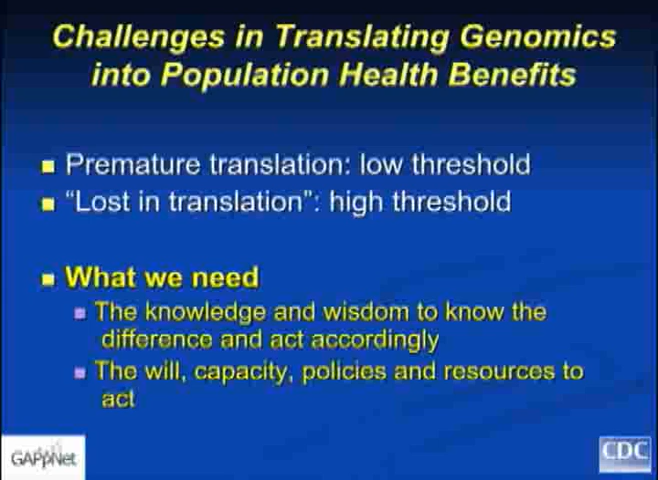 Challenges in Translating Genomics
into Population Health Benefits
Premature translation: low threshold
“Lost in translation”: high threshold
What we need
The knowledge and wisdom to know the
difference and act accordingly
The will, capacity, policies and resources to
act
GAppNet
CDC